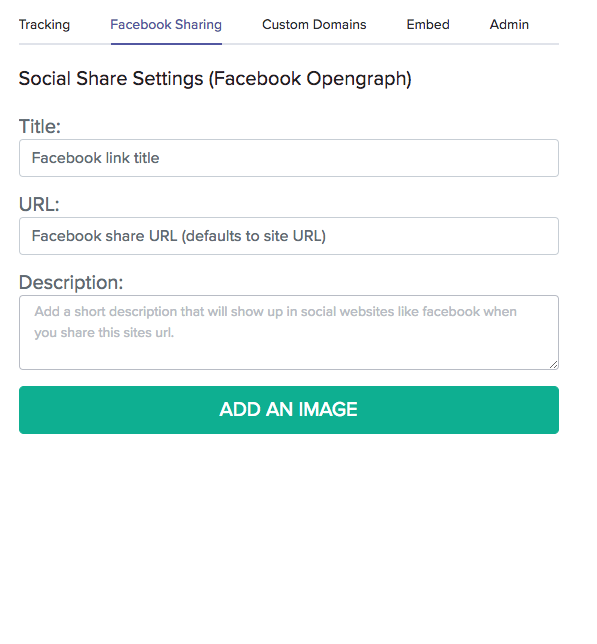 Tracking Facebook Sharing Custom Domains Embed Admin
Social Share Settings (Facebook Opengraph)
Title:
Facebook link title
URL:
Facebook share URL (defaults to site URL)
Description:
Add a short description that will show up in social websites like facebook when
you share this sites url.
ADD AN IMAGE